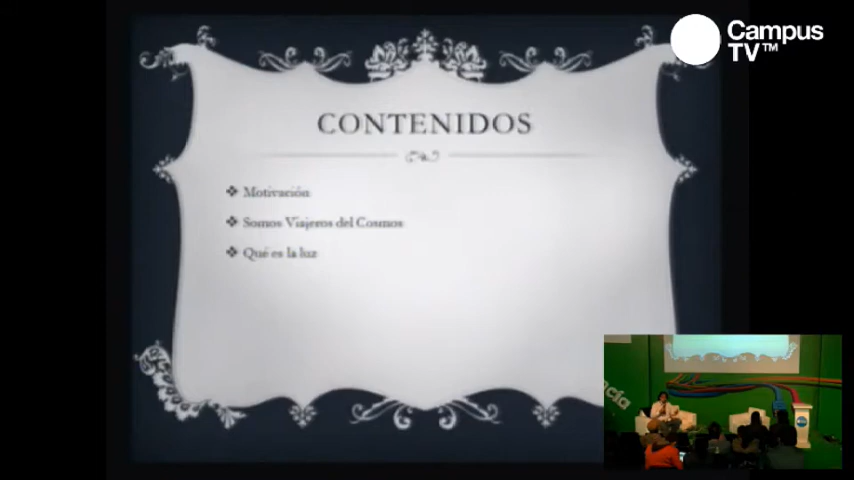 Campus
TV™
CONTENIDOS
Motivación
Somos Viajeros del Cosmos
Qué es la luz